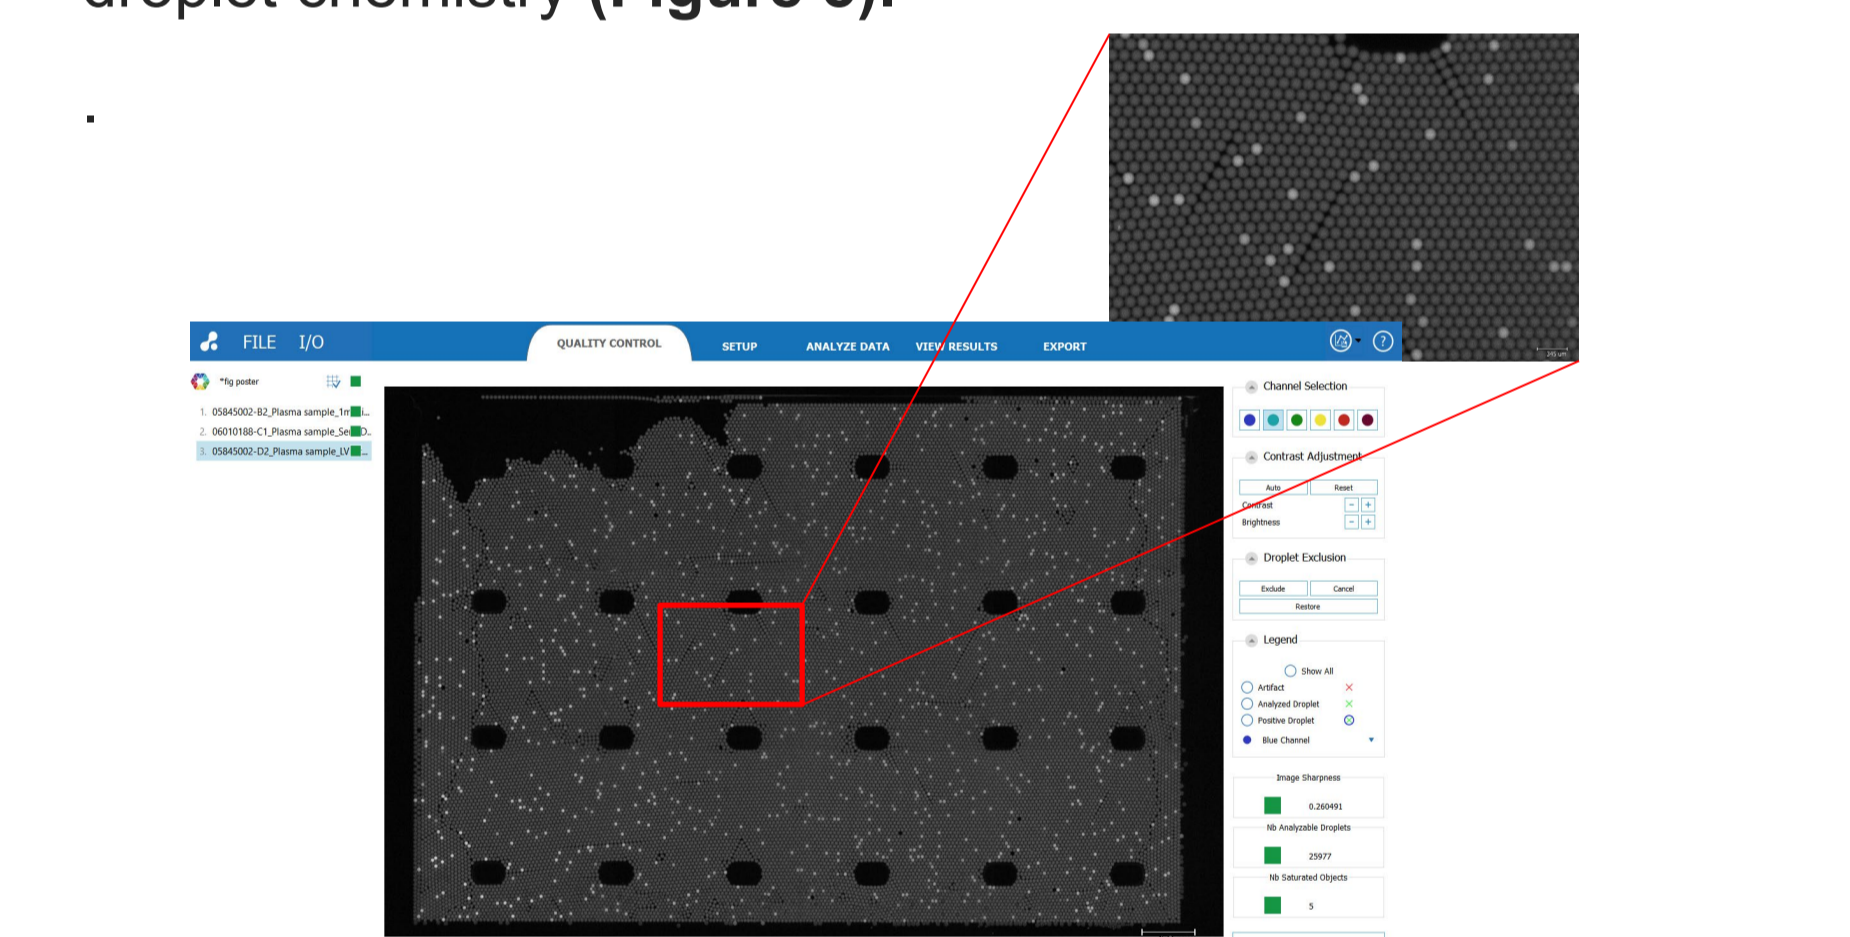 droplet chemistry (Figure 3).
▪
FILE I/O
QUALITY CONTROL
SETUP
ANALYZE DATA
VIEW RESULTS
EXPORT
?
*fig poster
1. 05845002-B2_Plasma sample_1m i...
2. 06010188-C1_Plasma sample_Se D...
3. 05845002-D2_Plasma sample_LV ...
Channel Selection
Contrast Adjustment
Auto Reset
Contrast - +
Brightness - +
Droplet Exclusion
Exclude Cancel
Restore
Legend
Show All
Artifact
Analyzed Droplet
Positive Droplet
Blue Channel
Image Sharpness
0.260491
Nb Analyzable Droplets
25977
Nb Saturated Objects
5